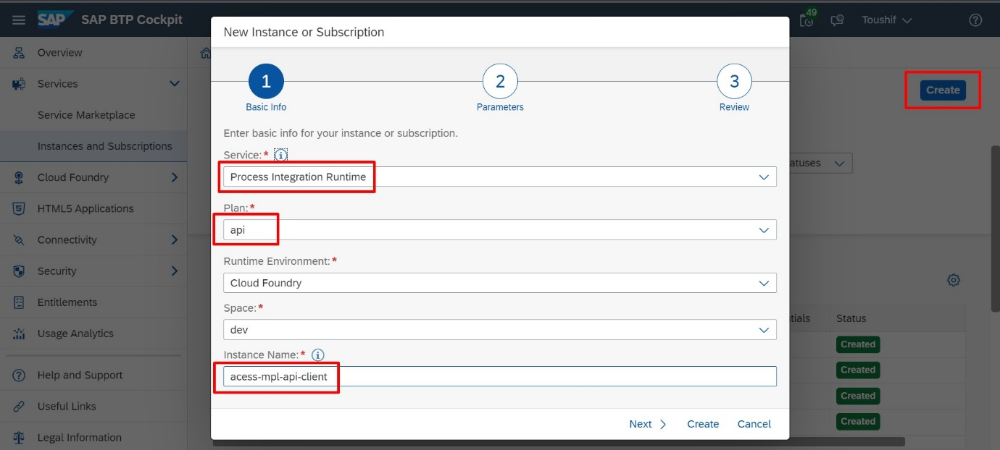 SAP SAP BTP Cockpit
49
Toushif
Overview
Services
Service Marketplace
Instances and Subscriptions
Cloud Foundry
HTML5 Applications
Connectivity
Security
Entitlements
Usage Analytics
Help and Support
Useful Links
Legal Information
New Instance or Subscription
1 2 3
Basic Info Parameters Review
Enter basic info for your instance or subscription.
Service:*
Process Integration Runtime
Plan:*
api
Runtime Environment:*
Cloud Foundry
Space:*
dev
Instance Name:*
acess-mpl-api-client
Next Create Cancel
Create
atuses
tials Status
Created
Created
Created
Created